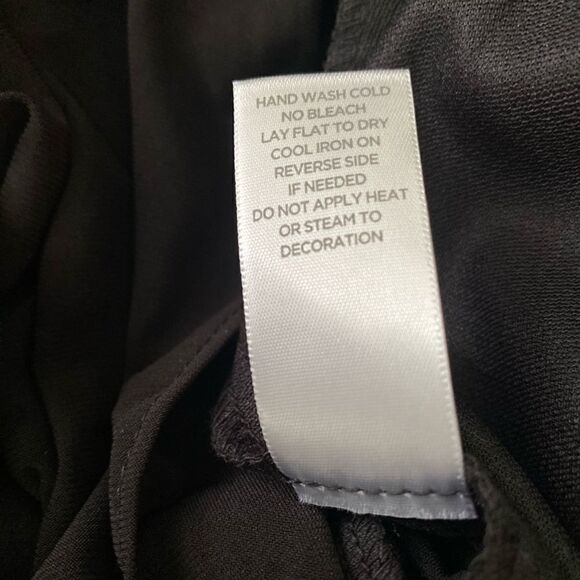 HAND WASH COLD
NO BLEACH
LAY FLAT TO DRY
COOL IRON ON
REVERSE SIDE
IF NEEDED
DO NOT APPLY HEAT
OR STEAM TO
DECORATION